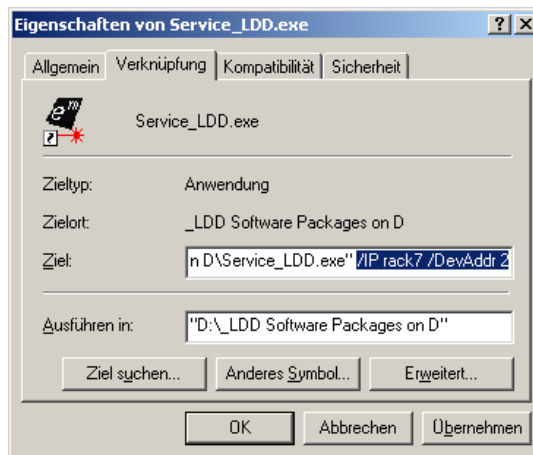 Eigenschaften von Service_LDD.exe
Allgemein Verknüpfung Kompatibilität Sicherheit
em
Service_LDD.exe
Zieltyp: Anwendung
Zielort: _LDD Software Packages on D
Ziel: n D\Service_LDD.exe" /IP rack7 /DevAddr 2
Ausführen in: "D:\_LDD Software Packages on D"
Ziel suchen... Anderes Symbol... Erweitert...
OK Abbrechen Übernehmen